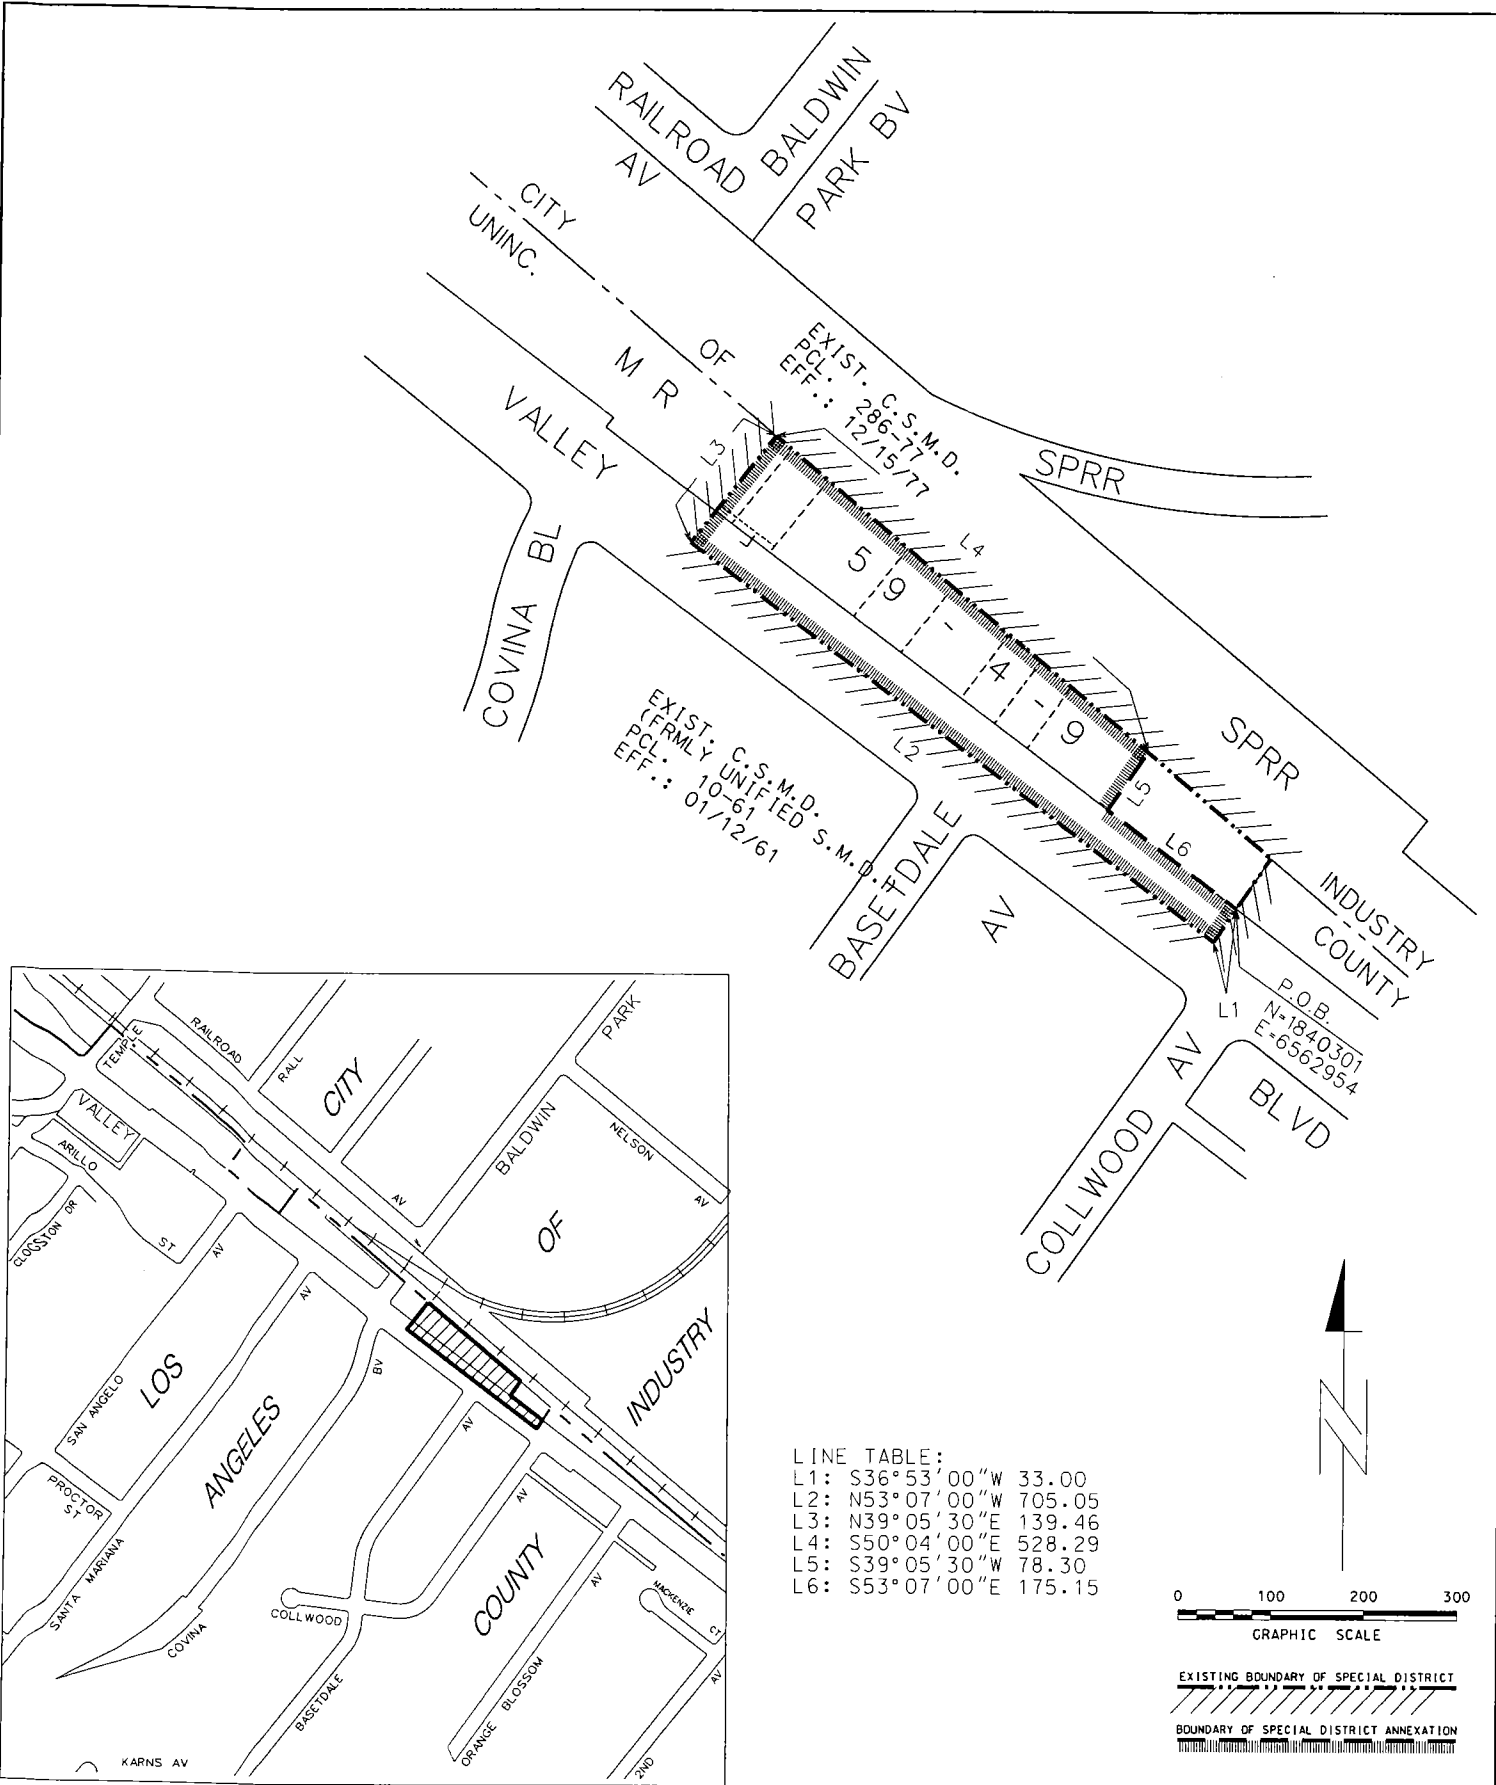 RAILROAD
AV
BALDWIN
PARK BV
CITY
UNINC.
OF
M R
VALLEY
EXIST. C.S.M.D.
PCL. 286-77
EFF.: 12/15/77
SPRR
L3
L4
COVINA BL
5 9 - 4 - 9
EXIST. C.S.M.D.
(FRMLY UNIFIED S.M.D.)
PCL. 10-61
EFF.: 01/12/61
L2
L5
L6
SPRR
BASETDALE
AV
INDUSTRY
COUNTY
L1
P.O.B.
N=1840301
E=6562954
COLLWOOD AV
BLVD
TEMPLE
RAILROAD
RALL
CITY
PARK
VALLEY
ARILLO
BALDWIN
NELSON
AV
AV
CLOGSTON DR
ST
AV
OF
AV
LOS
SAN ANGELO
BV
INDUSTRY
ANGELES
AV
PROCTOR
ST
AV
SANTA MARIANA
COUNTY
AV
COLLWOOD
MACKENZIE
CT
COVINA
BASETDALE
ORANGE BLOSSOM
AV
2ND
KARNS AV
LINE TABLE:
L1: S36°53'00"W 33.00
L2: N53°07'00"W 705.05
L3: N39°05'30"E 139.46
L4: S50°04'00"E 528.29
L5: S39°05'30"W 78.30
L6: S53°07'00"E 175.15
N
0 100 200 300
GRAPHIC SCALE
EXISTING BOUNDARY OF SPECIAL DISTRICT
BOUNDARY OF SPECIAL DISTRICT ANNEXATION